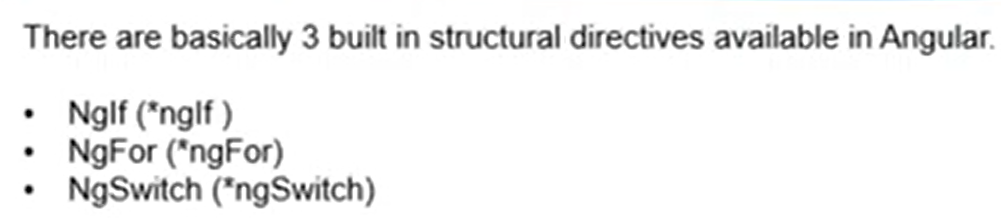 There are basically 3 built in structural directives available in Angular.
• NgIf (*ngIf )
• NgFor (*ngFor)
• NgSwitch (*ngSwitch)